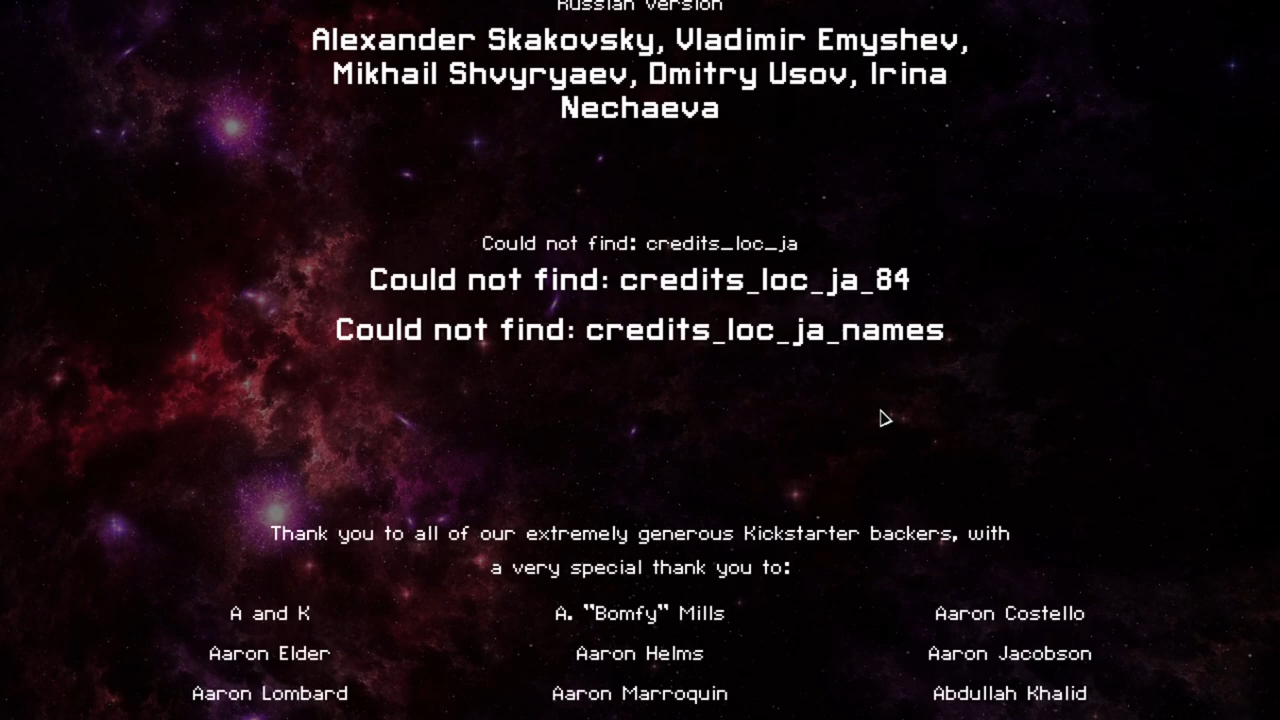 Russian version
Alexander Skakovsky, Vladimir Emyshev,
Mikhail Shvyryaev, Dmitry Usov, Irina
Nechaeva
Could not find: credits_loc_ja
Could not find: credits_loc_ja_84
Could not find: credits_loc_ja_names
Thank you to all of our extremely generous Kickstarter backers, with
a very special thank you to:
A and K
A. "Bomfy" Mills
Aaron Costello
Aaron Elder
Aaron Helms
Aaron Jacobson
Aaron Lombard
Aaron Marroquin
Abdullah Khalid